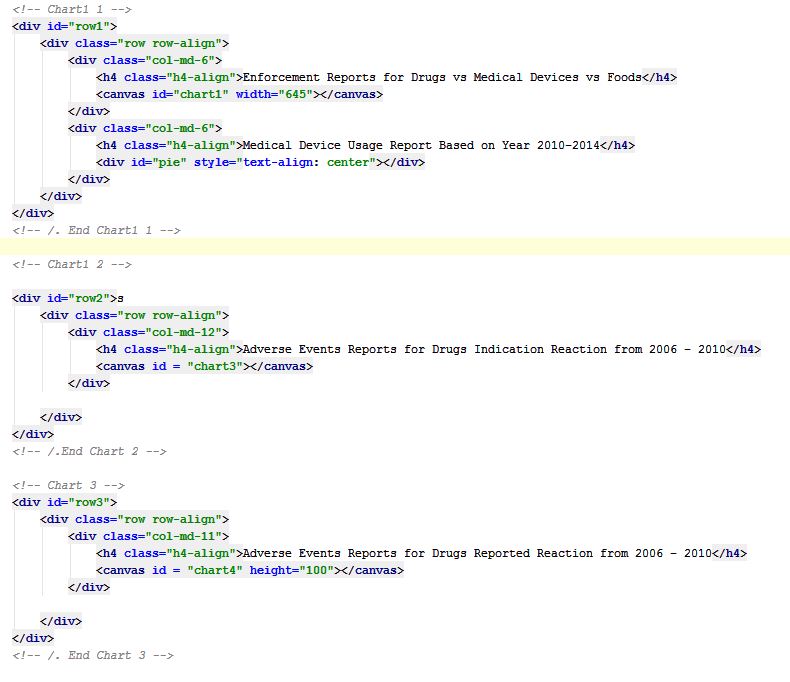 <!-- Chart1 1 -->
<div id="row1">
<div class="row row-align">
<div class="col-md-6">
<h4 class="h4-align">Enforcement Reports for Drugs vs Medical Devices vs Foods</h4>
<canvas id="chart1" width="645"></canvas>
</div>
<div class="col-md-6">
<h4 class="h4-align">Medical Device Usage Report Based on Year 2010-2014</h4>
<div id="pie" style="text-align: center"></div>
</div>
</div>
</div>
<!-- /. End Chart1 1 -->
<!-- Chart1 2 -->
<div id="row2">s
<div class="row row-align">
<div class="col-md-12">
<h4 class="h4-align">Adverse Events Reports for Drugs Indication Reaction from 2006 - 2010</h4>
<canvas id = "chart3"></canvas>
</div>
</div>
</div>
<!-- /.End Chart 2 -->
<!-- Chart 3 -->
<div id="row3">
<div class="row row-align">
<div class="col-md-11">
<h4 class="h4-align">Adverse Events Reports for Drugs Reported Reaction from 2006 - 2010</h4>
<canvas id = "chart4" height="100"></canvas>
</div>
</div>
</div>
<!-- /. End Chart 3 -->